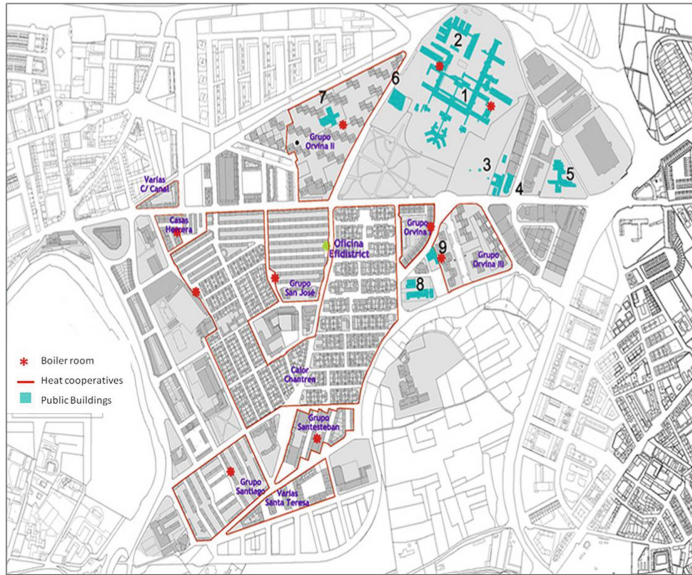 2
6
7
1
Grupo
Orvina II
3
5
4
Varias
C/ Canal
Casas
Herrera
Grupo
Orvina I
Oficina
Efidistrict
9
Grupo
Orvina III
Grupo
San José
8
Boiler room
Heat cooperatives
Public Buildings
Calor
Chantrea
Grupo
Santesteban
Grupo
Santiago
Varias
Santa Teresa